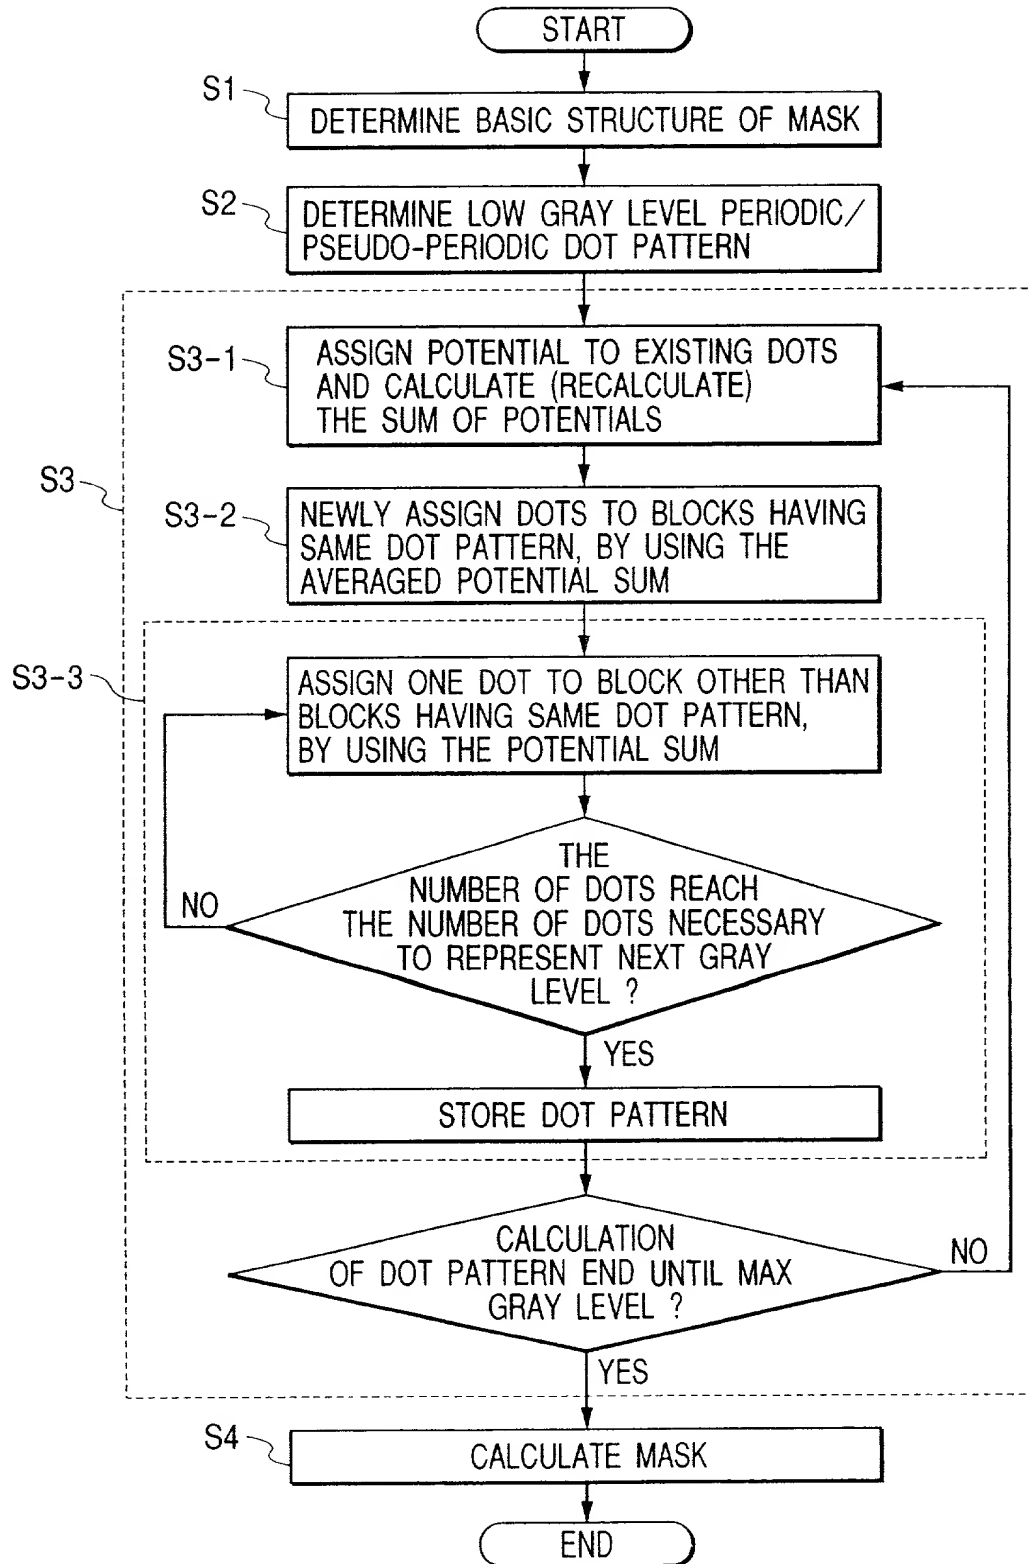 START
S1
DETERMINE BASIC STRUCTURE OF MASK
S2
DETERMINE LOW GRAY LEVEL PERIODIC/
PSEUDO-PERIODIC DOT PATTERN
S3
S3-1
ASSIGN POTENTIAL TO EXISTING DOTS
AND CALCULATE (RECALCULATE)
THE SUM OF POTENTIALS
S3-2
NEWLY ASSIGN DOTS TO BLOCKS HAVING
SAME DOT PATTERN, BY USING THE
AVERAGED POTENTIAL SUM
S3-3
ASSIGN ONE DOT TO BLOCK OTHER THAN
BLOCKS HAVING SAME DOT PATTERN,
BY USING THE POTENTIAL SUM
THE
NUMBER OF DOTS REACH
THE NUMBER OF DOTS NECESSARY
TO REPRESENT NEXT GRAY
LEVEL ?
NO
YES
STORE DOT PATTERN
CALCULATION
OF DOT PATTERN END UNTIL MAX
GRAY LEVEL ?
NO
YES
S4
CALCULATE MASK
END